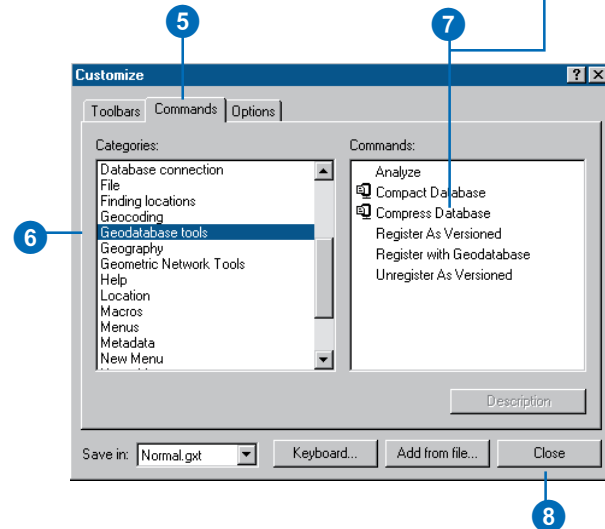 5
7
Customize
? ×
Toolbars Commands Options
Categories:
Database connection
File
Finding locations
Geocoding
Geodatabase tools
Geography
Geometric Network Tools
Help
Location
Macros
Menus
Metadata
New Menu
Commands:
Analyze
Compact Database
Compress Database
Register As Versioned
Register with Geodatabase
Unregister As Versioned
6
Description
Save in: Normal.gxt Keyboard... Add from file... Close
8